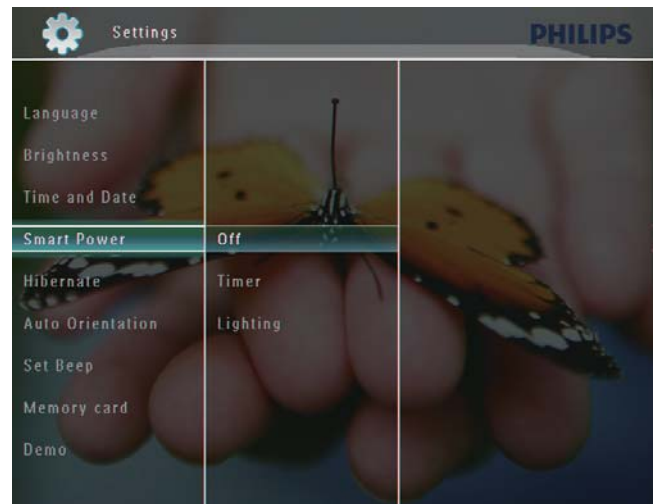 Settings
PHILIPS
Language
Brightness
Time and Date
Smart Power
Off
Hibernate
Timer
Auto Orientation
Lighting
Set Beep
Memory card
Demo